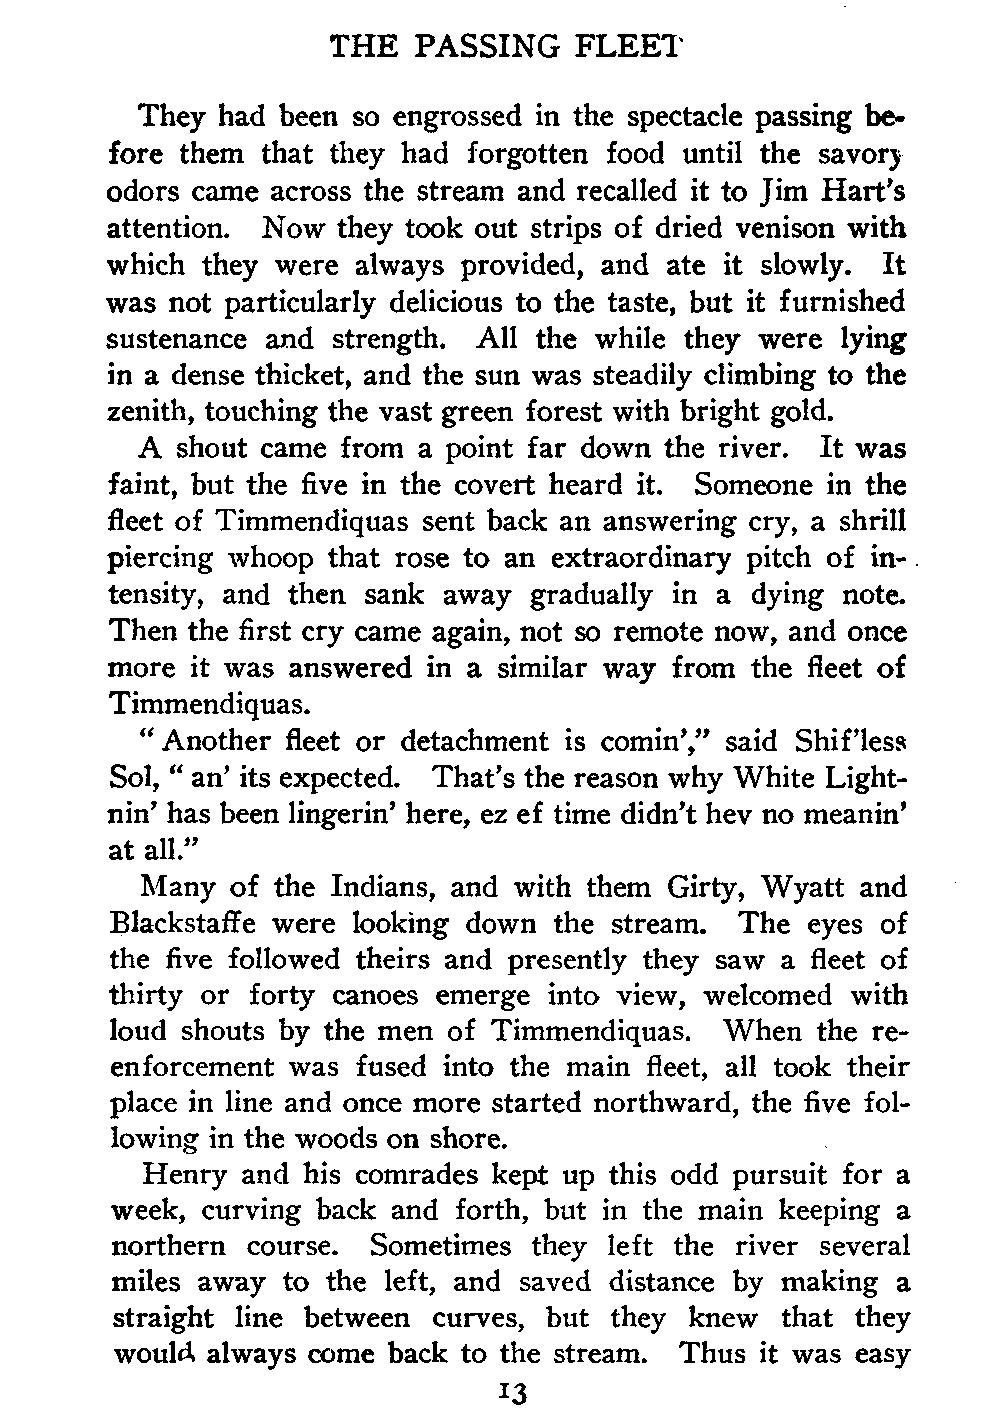 THE PASSING FLEET
They had been so engrossed in the spectacle passing be-
fore them that they had forgotten food until the savory
odors came across the stream and recalled it to Jim Hart's
attention. Now they took out strips of dried venison with
which they were always provided, and ate it slowly. It
was not particularly delicious to the taste, but it furnished
sustenance and strength. All the while they were lying
in a dense thicket, and the sun was steadily climbing to the
zenith, touching the vast green forest with bright gold.
A shout came from a point far down the river. It was
faint, but the five in the covert heard it. Someone in the
fleet of Timmendiquas sent back an answering cry, a shrill
piercing whoop that rose to an extraordinary pitch of in-
tensity, and then sank away gradually in a dying note.
Then the first cry came again, not so remote now, and once
more it was answered in a similar way from the fleet of
Timmendiquas.
“ Another fleet or detachment is comin’,” said Shif’less
Sol, “ an’ its expected. That’s the reason why White Light-
nin’ has been lingerin’ here, ez ef time didn’t hev no meanin’
at all.”
Many of the Indians, and with them Girty, Wyatt and
Blackstaffe were looking down the stream. The eyes of
the five followed theirs and presently they saw a fleet of
thirty or forty canoes emerge into view, welcomed with
loud shouts by the men of Timmendiquas. When the re-
enforcement was fused into the main fleet, all took their
place in line and once more started northward, the five fol-
lowing in the woods on shore.
Henry and his comrades kept up this odd pursuit for a
week, curving back and forth, but in the main keeping a
northern course. Sometimes they left the river several
miles away to the left, and saved distance by making a
straight line between curves, but they knew that they
would always come back to the stream. Thus it was easy
13